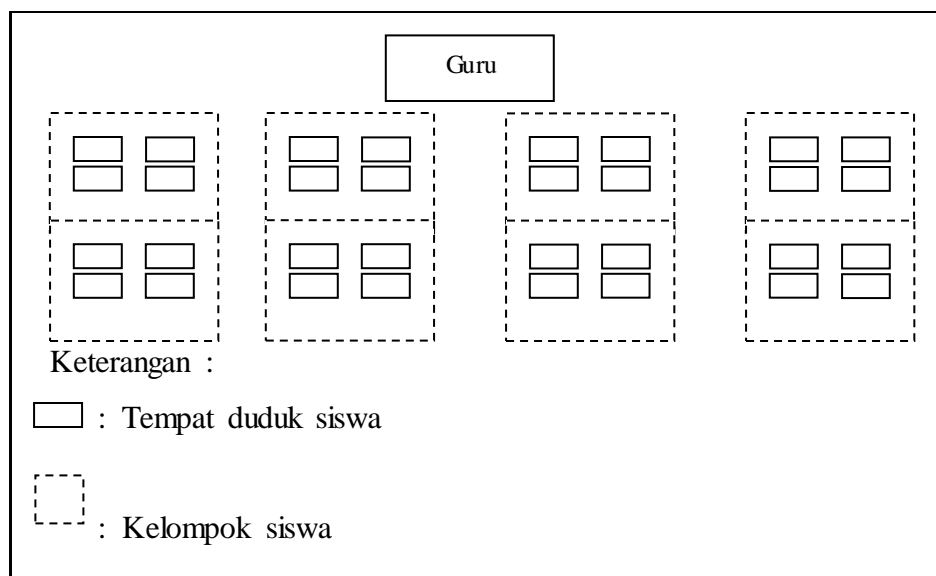 Guru
Keterangan :
: Tempat duduk siswa
: Kelompok siswa